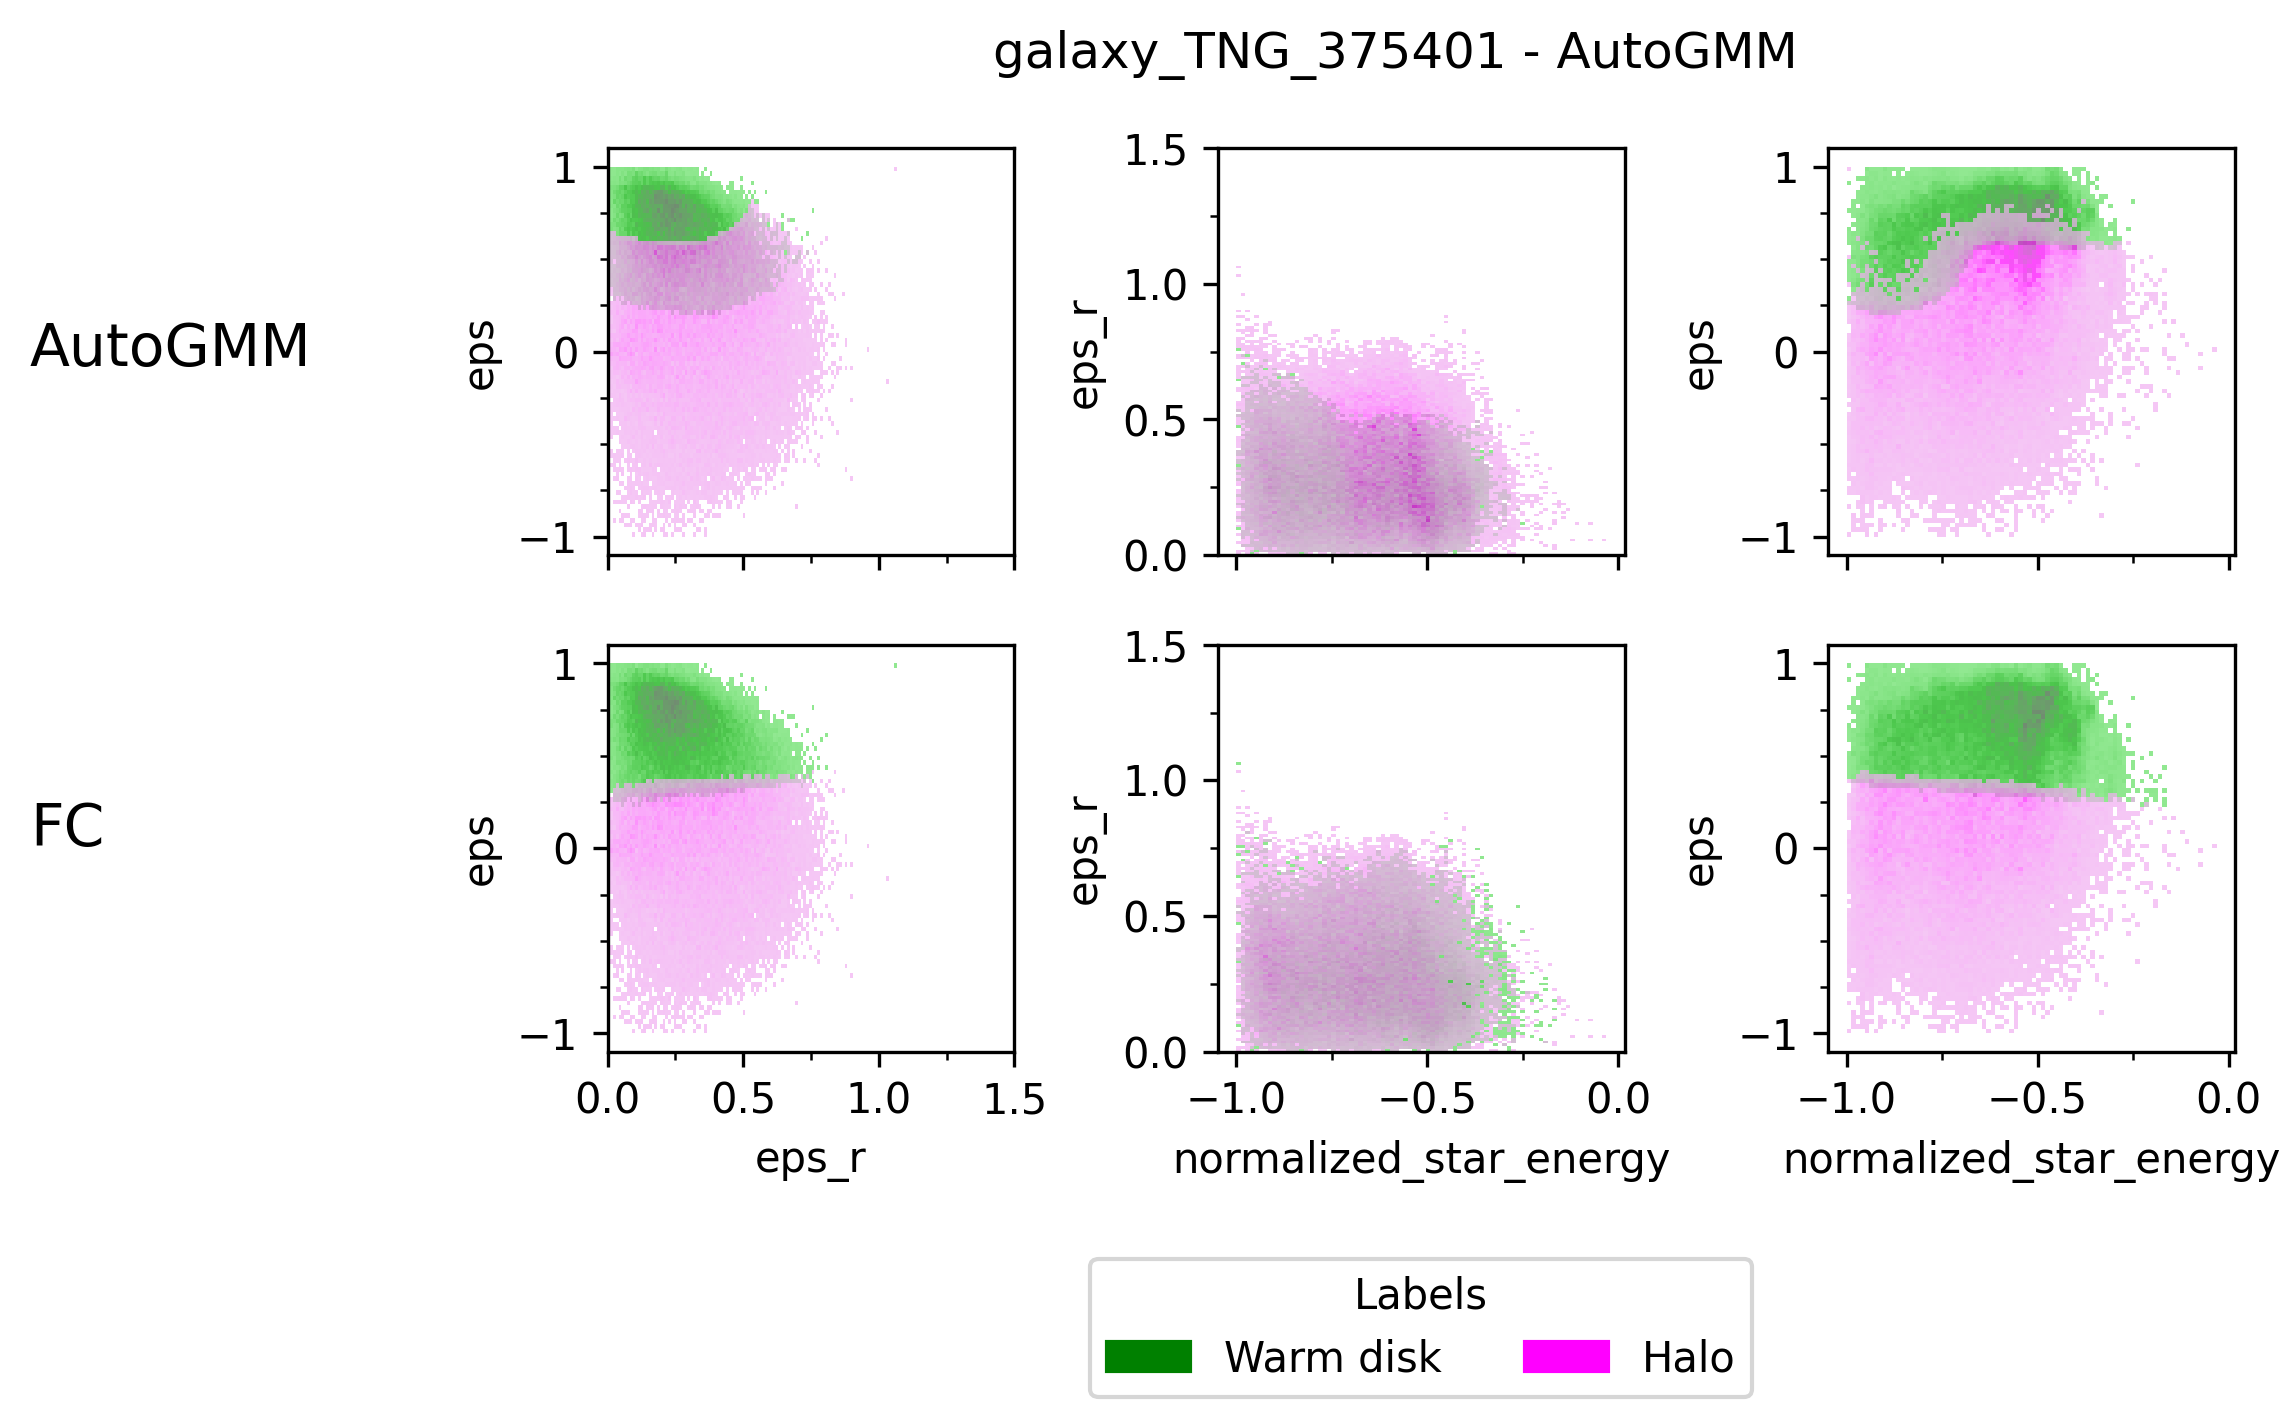 galaxy_TNG_375401 - AutoGMM
AutoGMM
eps
1
0
−1
eps_r
1.5
1.0
0.5
0.0
eps
1
0
−1
FC
eps
1
0
−1
0.0 0.5 1.0 1.5
eps_r
eps_r
1.5
1.0
0.5
0.0
−1.0 −0.5 0.0
normalized_star_energy
eps
1
0
−1
−1.0 −0.5 0.0
normalized_star_energy
Labels
Warm disk Halo